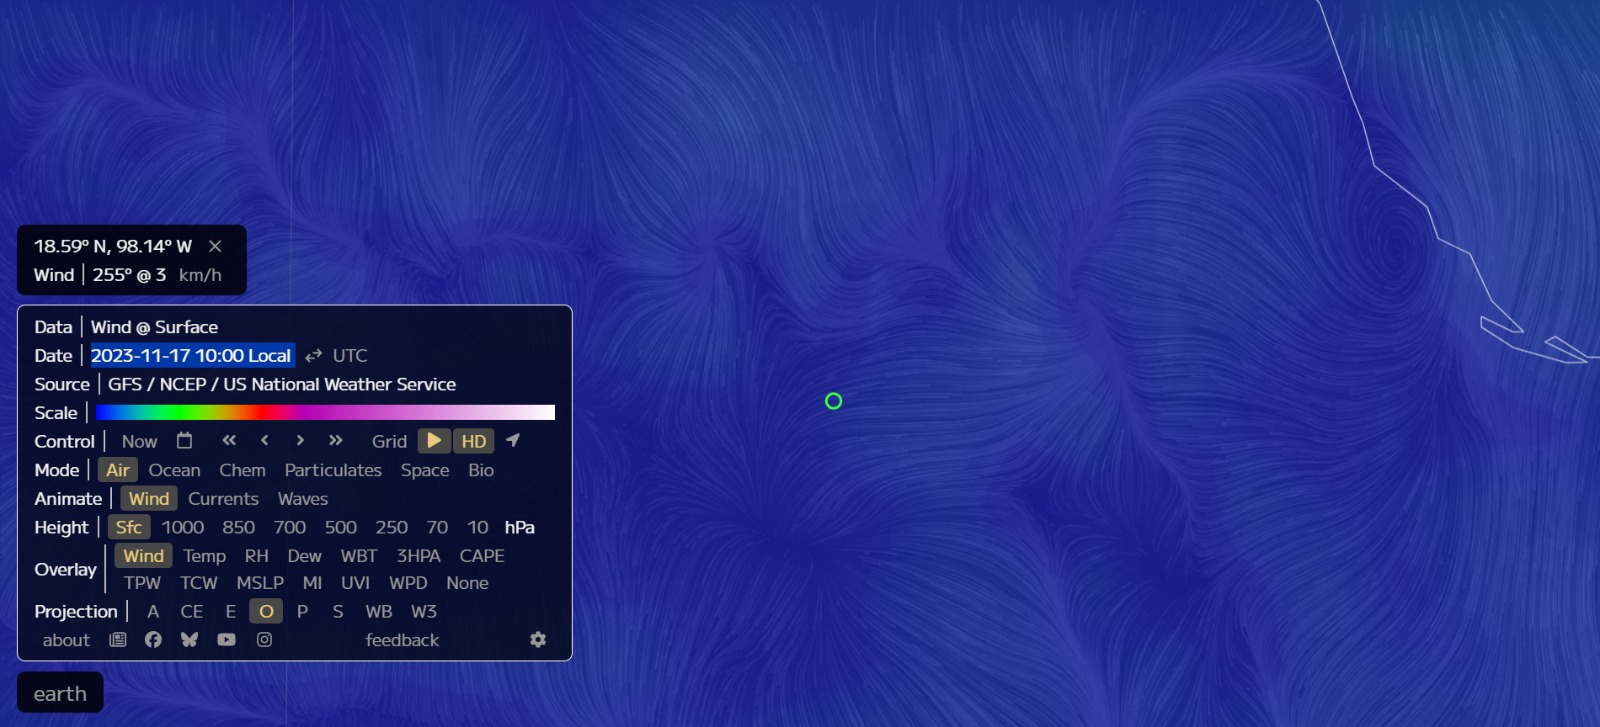 18.59° N, 98.14° W ×
Wind | 255° @ 3 km/h
Data | Wind @ Surface
Date | 2023-11-17 10:00 Local ⇄ UTC
Source | GFS / NCEP / US National Weather Service
Scale |
Control | Now « ‹ › » Grid HD
Mode | Air Ocean Chem Particulates Space Bio
Animate | Wind Currents Waves
Height | Sfc 1000 850 700 500 250 70 10 hPa
Overlay | Wind Temp RH Dew WBT 3HPA CAPE
TPW TCW MSLP MI UVI WPD None
Projection | A CE E O P S WB W3
about feedback
earth